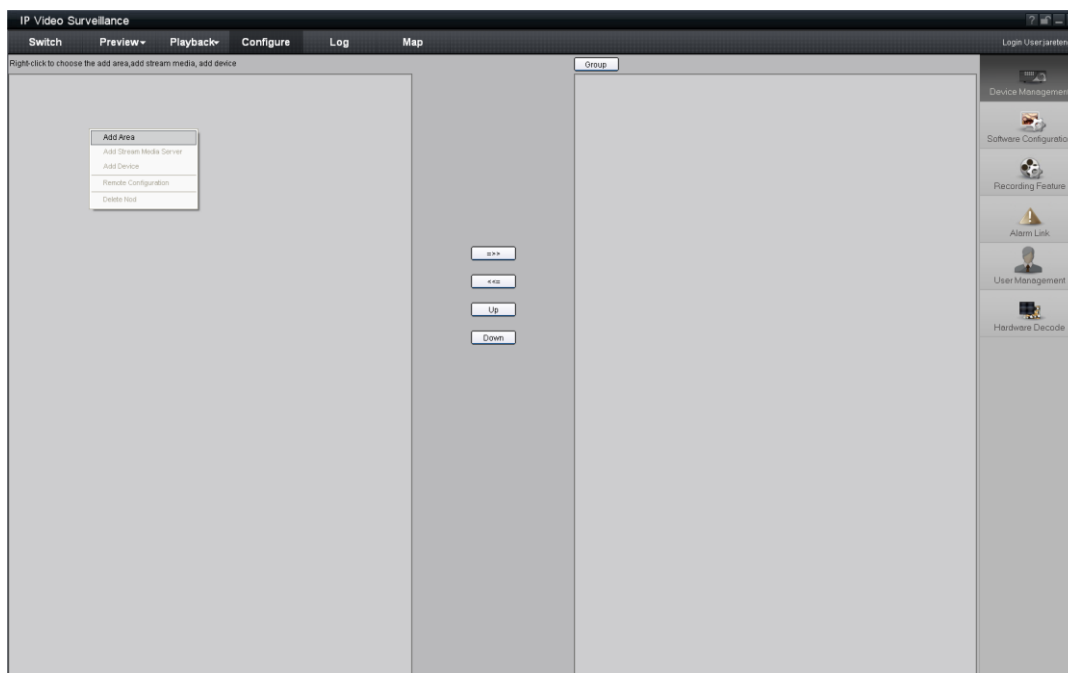 IP Video Surveillance
Switch Preview Playback Configure Log Map Login User:jareten
Right-click to choose the add area,add stream media, add device
Group
Device Managemen
Add Area
Add Stream Media Server
Add Device
Remote Configuration
Delete Nod
Software Configuratio
Recording Feature
Alarm Link
=>>
<<=
User Management
Up
Hardware Decode
Down